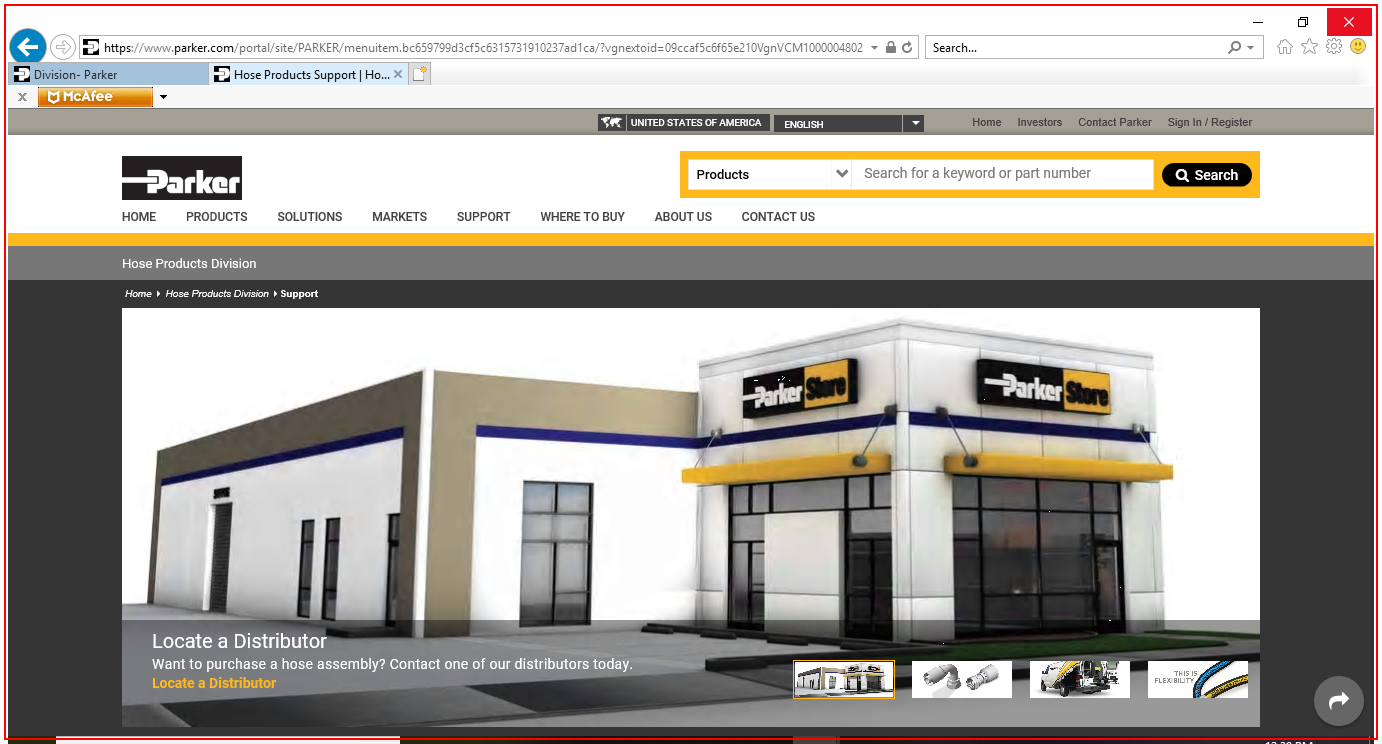 https://www.parker.com/portal/site/PARKER/menuitem.bc659799d3cf5c6315731910237ad1ca/?vgnextoid=09ccaf5c6f65e210VgnVCM1000004802
Search...
Division- Parker
Hose Products Support | Ho...
McAfee
UNITED STATES OF AMERICA
ENGLISH
Home
Investors
Contact Parker
Sign In / Register
Parker
Products
Search for a keyword or part number
Search
HOME
PRODUCTS
SOLUTIONS
MARKETS
SUPPORT
WHERE TO BUY
ABOUT US
CONTACT US
Hose Products Division
Home
Hose Products Division
Support
Parker Store
Parker Store
Locate a Distributor
Want to purchase a hose assembly? Contact one of our distributors today.
Locate a Distributor
THIS IS
FLEXIBILITY